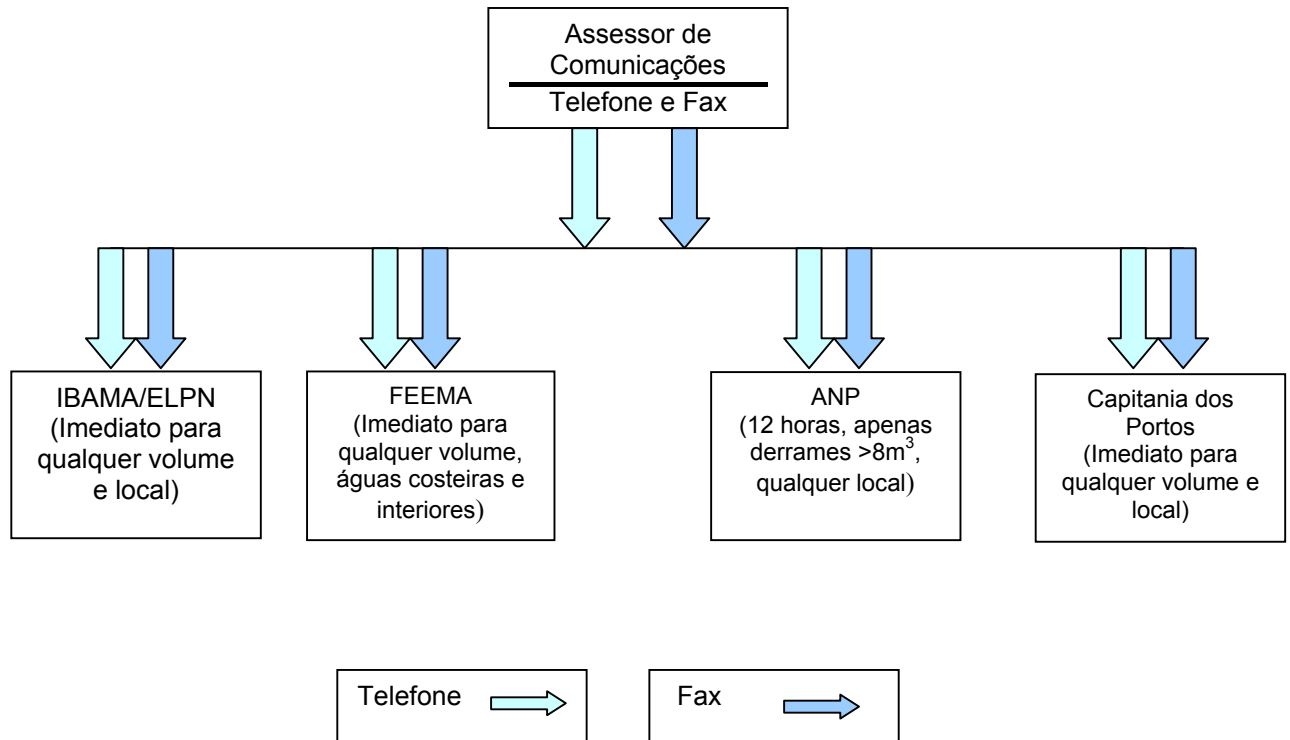 Assessor de
Comunicações
Telefone e Fax
IBAMA/ELPN
(Imediato para
qualquer volume
e local)
FEEMA
(Imediato para
qualquer volume,
águas costeiras e
interiores)
ANP
(12 horas, apenas
derrames >8m³,
qualquer local)
Capitania dos
Portos
(Imediato para
qualquer volume e
local)
Telefone
Fax